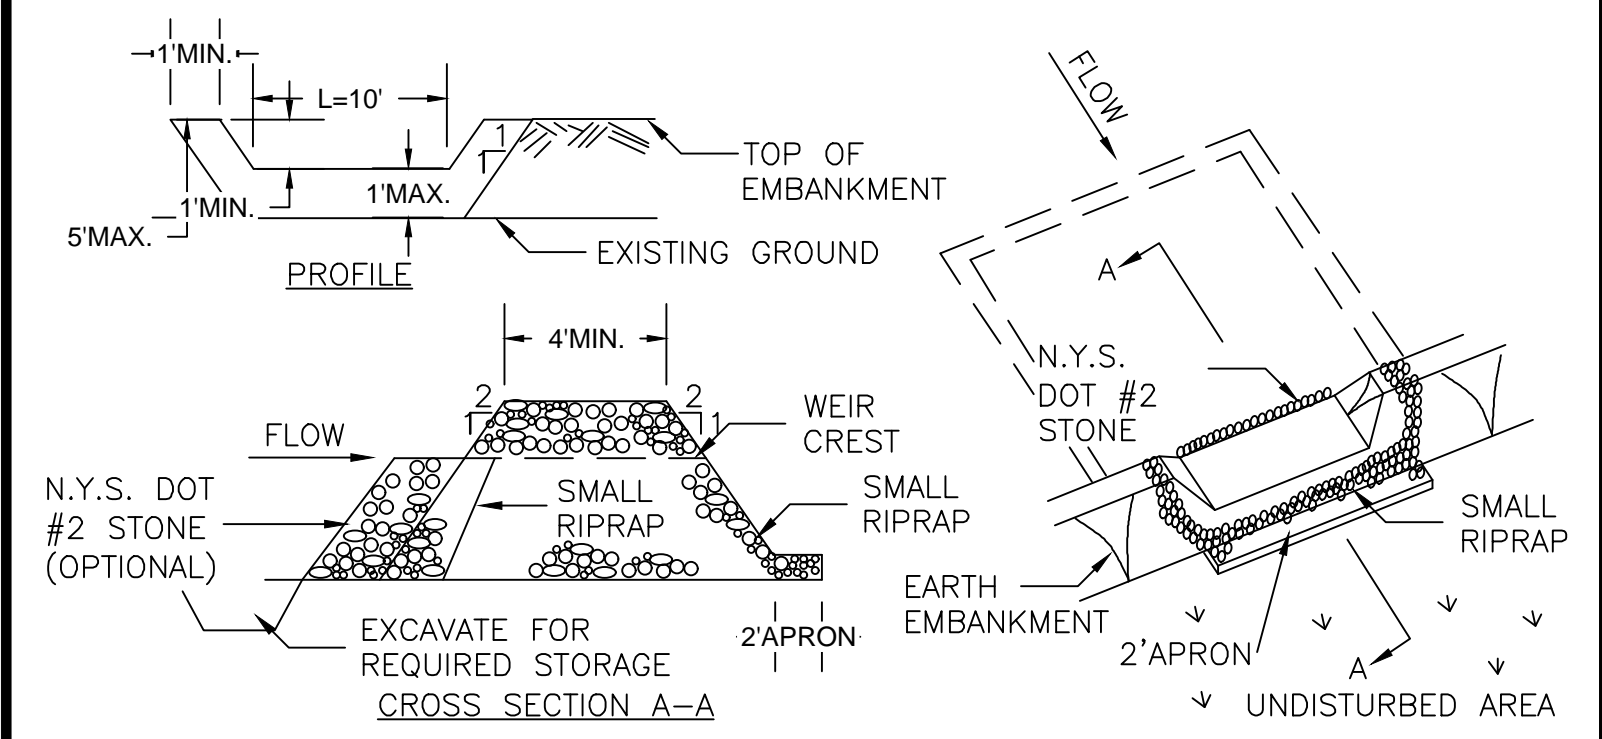 1'MIN.
L=10'
1
1
TOP OF
EMBANKMENT
1'MAX.
1'MIN.
5'MAX.
EXISTING GROUND
PROFILE
4'MIN.
2
1
2
1
WEIR
CREST
FLOW
N.Y.S. DOT
#2 STONE
(OPTIONAL)
SMALL
RIPRAP
SMALL
RIPRAP
EXCAVATE FOR
REQUIRED STORAGE
2'APRON
CROSS SECTION A-A
FLOW
A
N.Y.S.
DOT #2
STONE
SMALL
RIPRAP
EARTH
EMBANKMENT
2'APRON
A
UNDISTURBED AREA